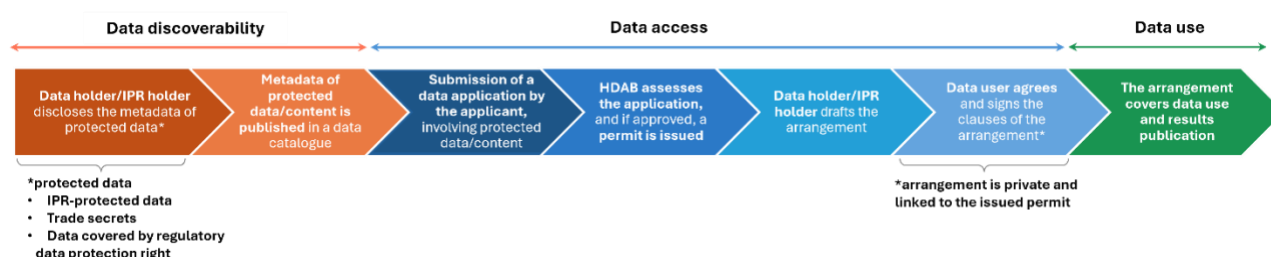 Data discoverability
Data access
Data use
Data holder/IPR holder
discloses the metadata of
protected data*
Metadata of
protected
data/content is
published in a data
catalogue
Submission of a
data application by
the applicant,
involving protected
data/content
HDAB assesses
the application,
and if approved, a
permit is issued
Data holder/IPR
holder drafts the
arrangement
Data user agrees
and signs the
clauses of the
arrangement*
The arrangement
covers data use
and results
publication
*protected data
• IPR-protected data
• Trade secrets
• Data covered by regulatory
data protection right
*arrangement is private and
linked to the issued permit